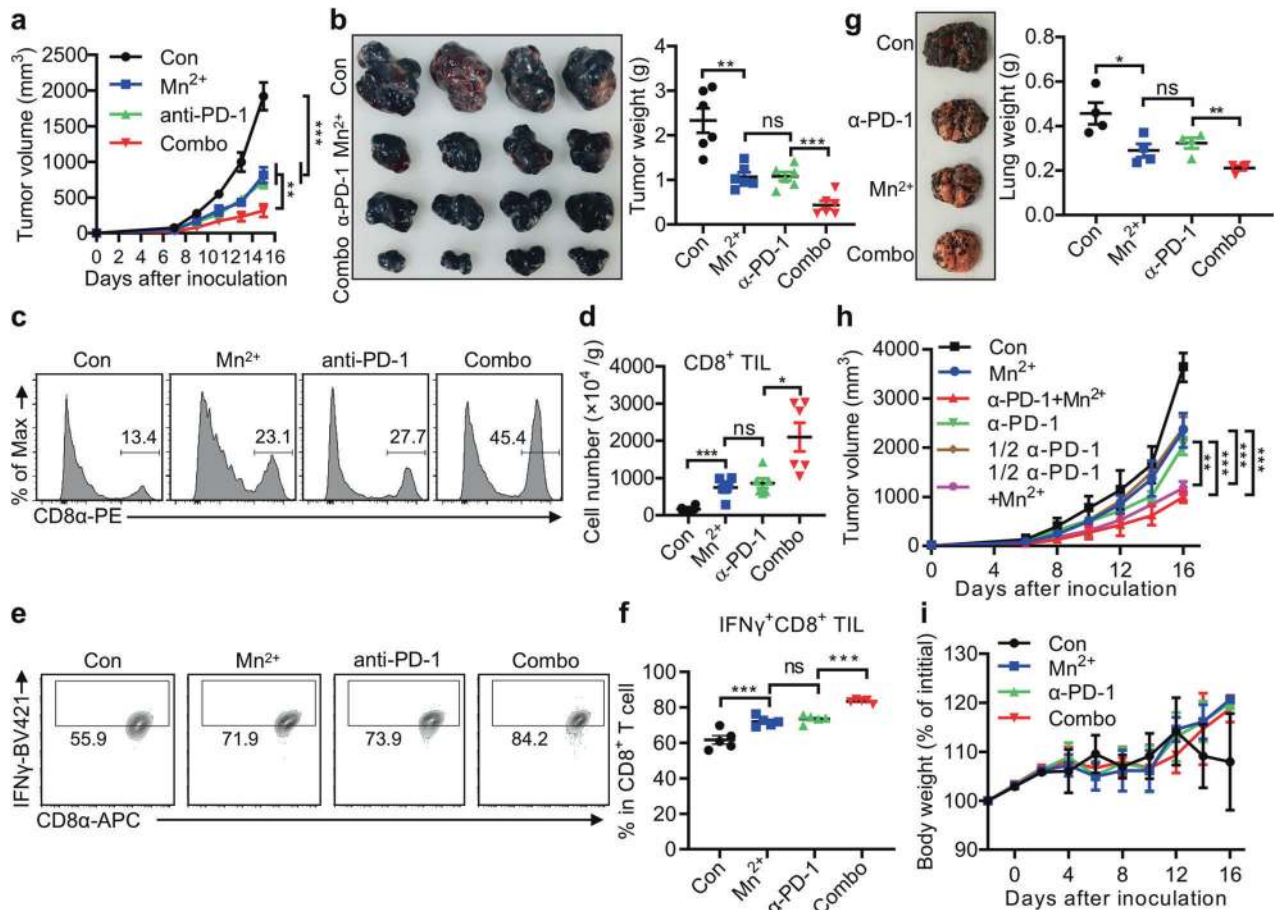 a
Tumor volume (mm³)
2500
2000
1500
1000
500
0
0 2 4 6 8 10 12 14 16
Days after inoculation
Con
Mn²⁺
anti-PD-1
Combo
***
**
b
Con
Mn²⁺
α-PD-1
Combo
Tumor weight (g)
4
3
2
1
0
**
ns
***
Con
Mn²⁺
α-PD-1
Combo
g
Con
α-PD-1
Mn²⁺
Combo
Lung weight (g)
0.8
0.6
0.4
0.2
0.0
*
ns
**
Con
Mn²⁺
α-PD-1
Combo
c
Con
Mn²⁺
anti-PD-1
Combo
% of Max
13.4
23.1
27.7
45.4
CD8α-PE
d
CD8⁺ TIL
Cell number (×10⁴ /g)
4000
3000
2000
1000
0
***
ns
*
Con
Mn²⁺
α-PD-1
Combo
h
Tumor volume (mm³)
4000
3000
2000
1000
0
0 4 8 12 16
Days after inoculation
Con
Mn²⁺
α-PD-1+Mn²⁺
α-PD-1
1/2 α-PD-1
1/2 α-PD-1
+Mn²⁺
**
***
***
***
e
Con
Mn²⁺
anti-PD-1
Combo
IFNγ-BV421
55.9
71.9
73.9
84.2
CD8α-APC
f
IFNγ⁺CD8⁺ TIL
% in CD8⁺ T cell
100
80
60
40
20
0
***
ns
***
Con
Mn²⁺
α-PD-1
Combo
i
Body weight (% of intitial)
130
120
110
100
90
0 4 8 12 16
Days after inoculation
Con
Mn²⁺
α-PD-1
Combo